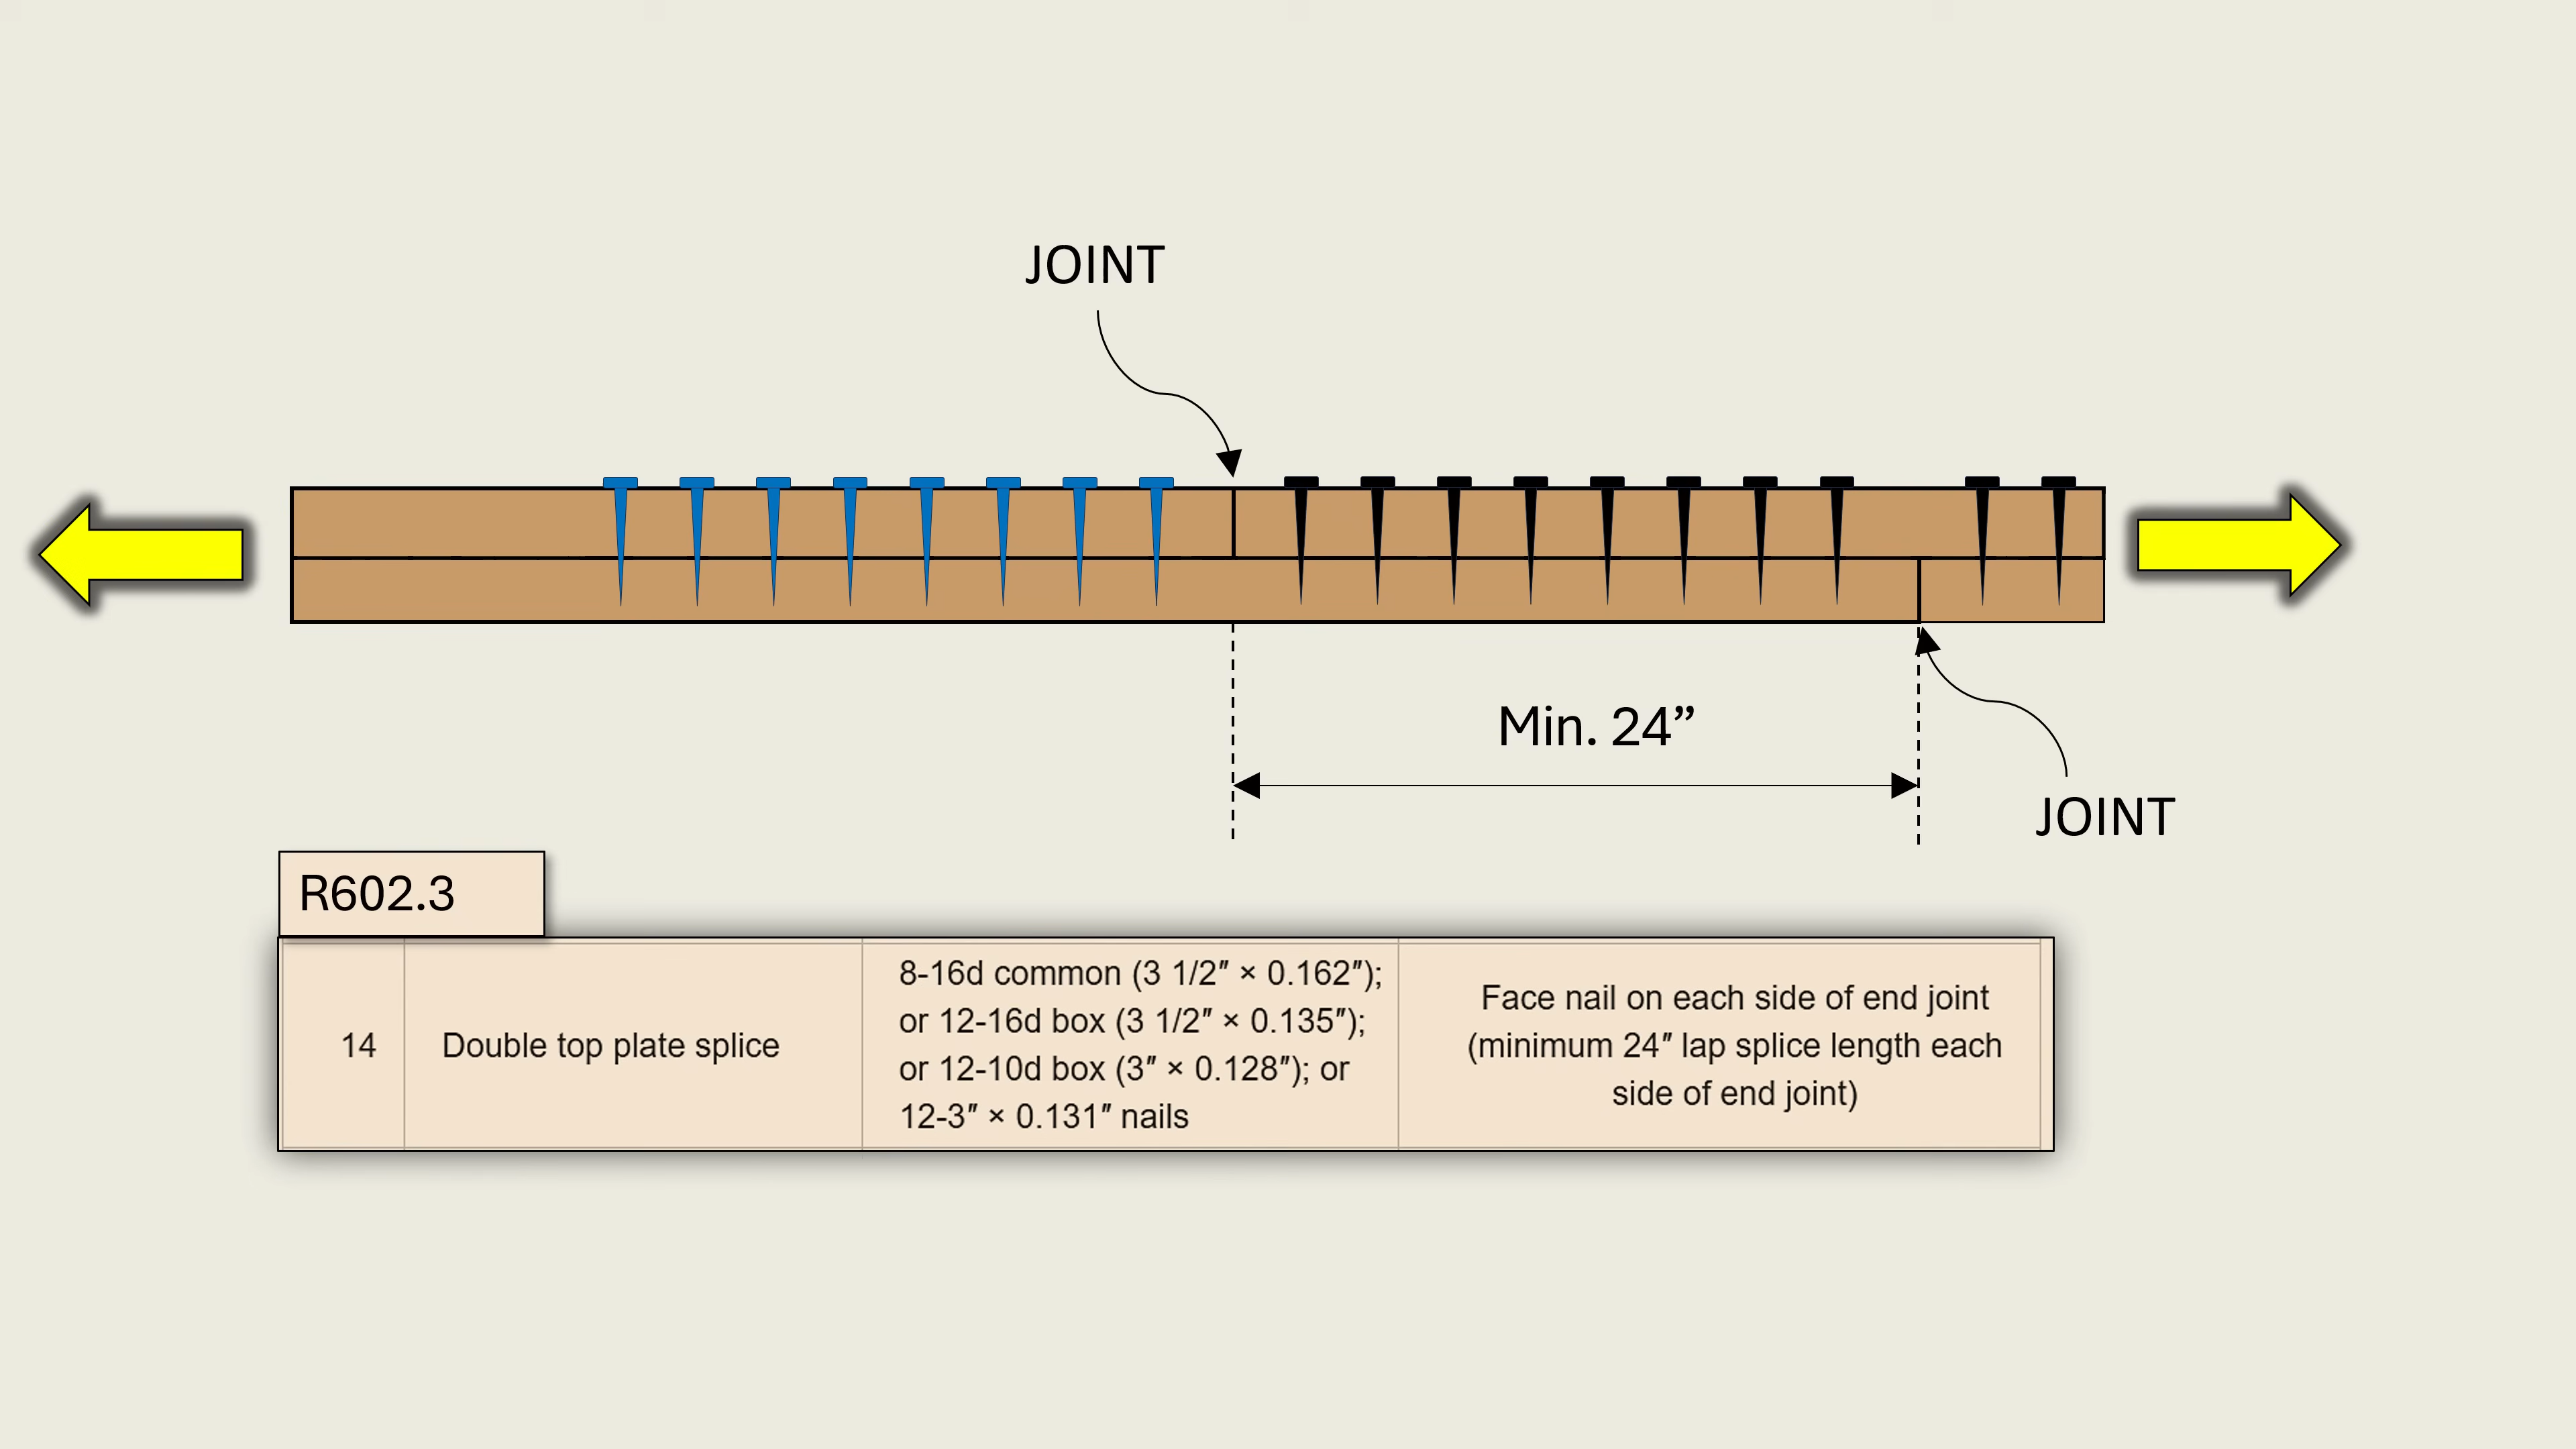 JOINT
Min. 24”
JOINT
R602.3
14
Double top plate splice
8-16d common (3 1/2″ × 0.162″);
or 12-16d box (3 1/2″ × 0.135″);
or 12-10d box (3″ × 0.128″); or
12-3″ × 0.131″ nails
Face nail on each side of end joint
(minimum 24″ lap splice length each
side of end joint)